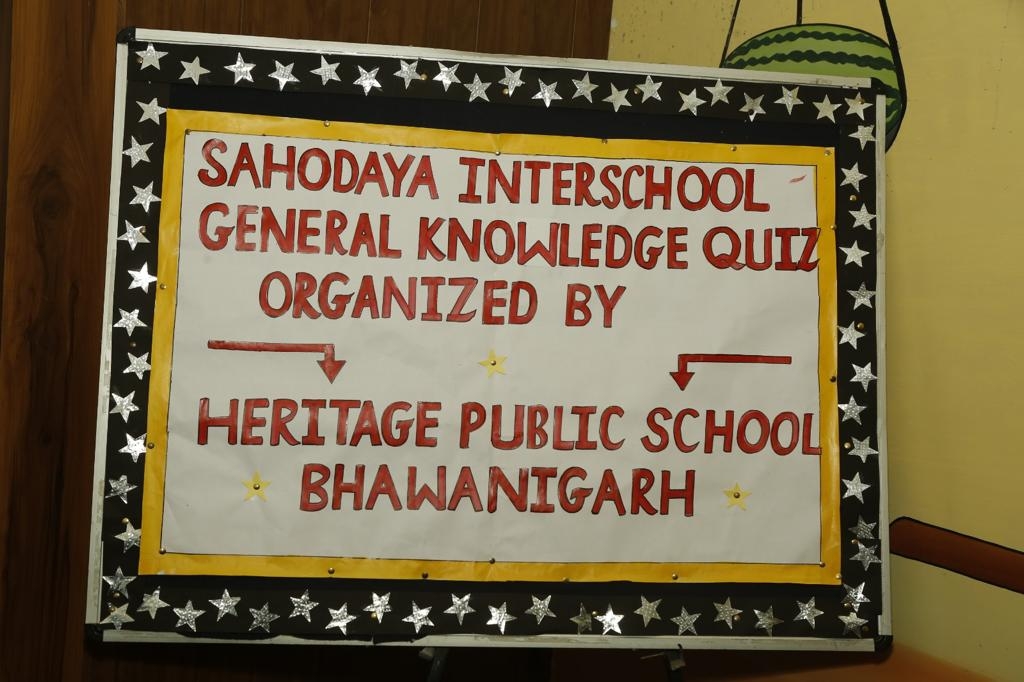 SAHODAYA INTERSCHOOL
GENERAL KNOWLEDGE QUIZ
ORGANIZED BY
HERITAGE PUBLIC SCHOOL
BHAWANIGARH